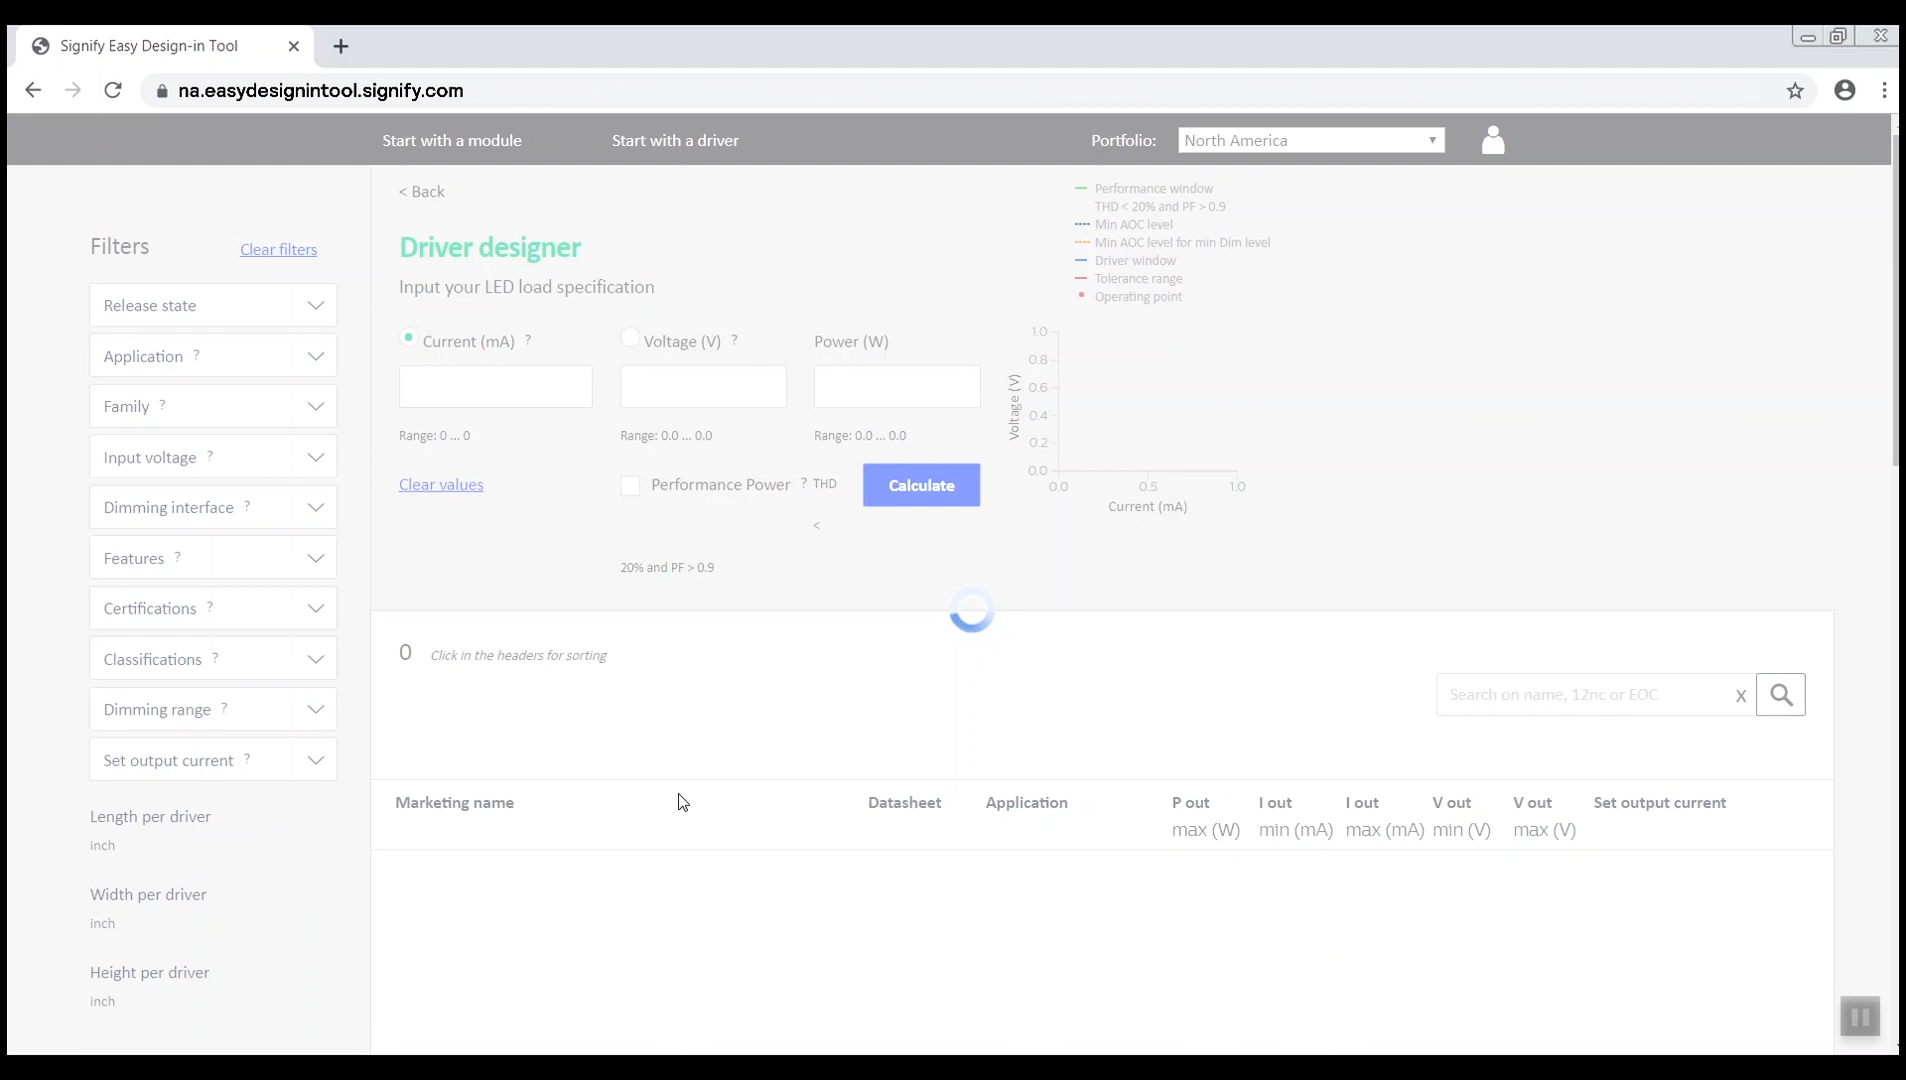 Signify Easy Design-in Tool
na.easydesignintool.signify.com
Start with a module
Start with a driver
Portfolio:
North America
< Back
Filters
Clear filters
Release state
Application ?
Family ?
Input voltage ?
Dimming interface ?
Features ?
Certifications ?
Classifications ?
Dimming range ?
Set output current ?
Length per driver
inch
Width per driver
inch
Height per driver
inch
Driver designer
Input your LED load specification
Current (mA) ?
Voltage (V) ?
Power (W)
Range: 0 ... 0
Range: 0.0 ... 0.0
Range: 0.0 ... 0.0
Clear values
Performance Power ? THD
<
20% and PF > 0.9
Calculate
Performance window
THD < 20% and PF > 0.9
Min AOC level
Min AOC level for min Dim level
Driver window
Tolerance range
Operating point
1.0
0.8
0.6
0.4
0.2
0.0
Voltage (V)
0.0 0.5 1.0
Current (mA)
0 Click in the headers for sorting
Search on name, 12nc or EOC x
Marketing name Datasheet Application P out I out I out V out V out Set output current
max (W) min (mA) max (mA) min (V) max (V)